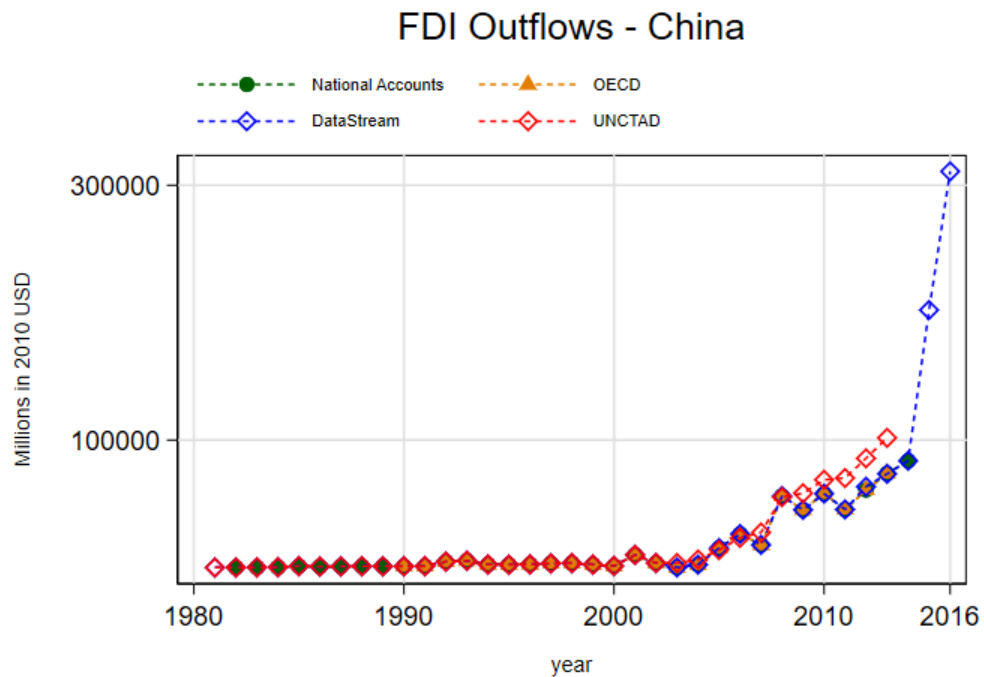 FDI Outflows - China
National Accounts
OECD
DataStream
UNCTAD
300000
100000
Millions in 2010 USD
1980
1990
2000
2010
2016
year